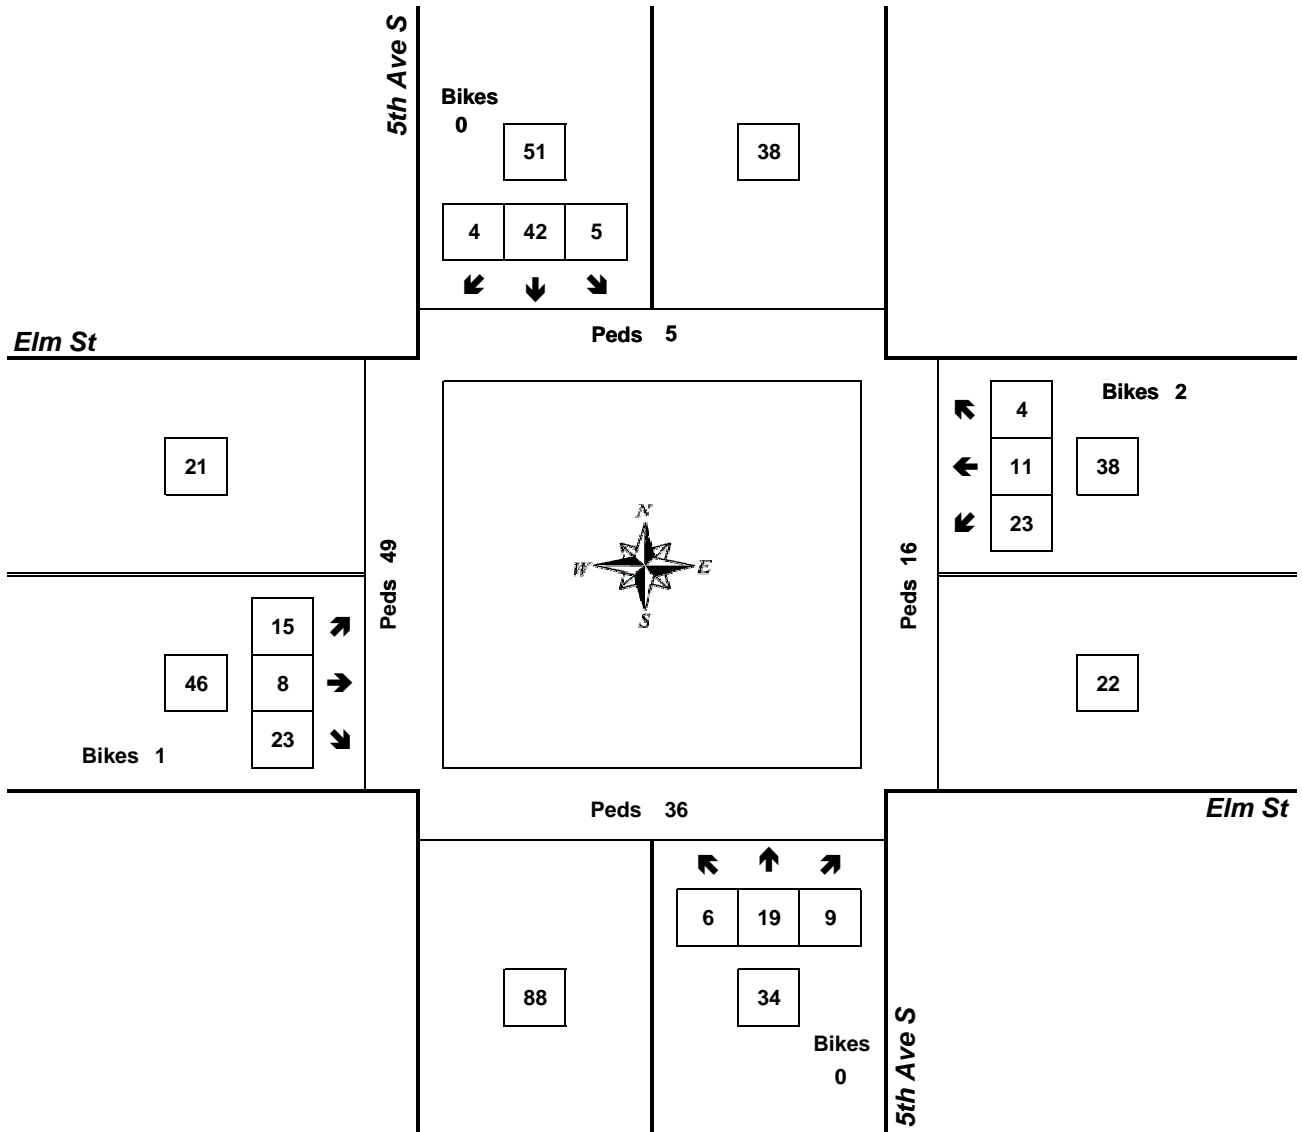 5th Ave S
Bikes
0
51
38
4 42 5
Peds 5
Elm St
Bikes 2
4
11
23
38
21
N
W E
S
Peds 49
Peds 16
15
8
23
46
Bikes 1
22
Peds 36
Elm St
6 19 9
88
34
Bikes
0
5th Ave S